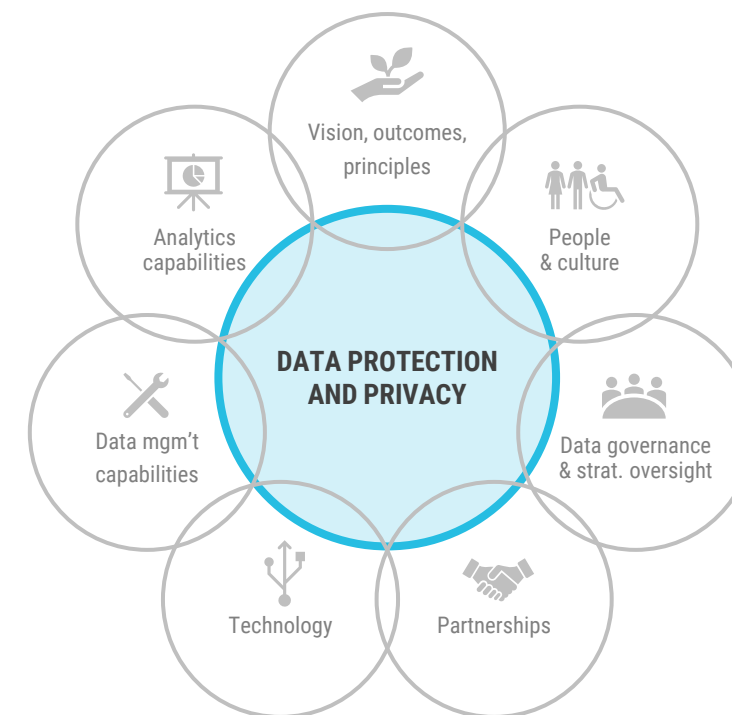 Vision, outcomes,
principles
People
& culture
Data governance
& strat. oversight
Partnerships
Technology
Data mgm’t
capabilities
Analytics
capabilities
DATA PROTECTION
AND PRIVACY